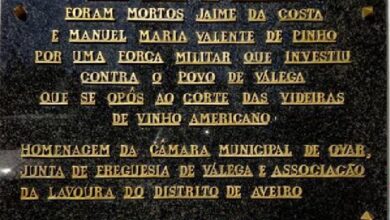 FORAM MORTOS JAIME DA COSTA
E MANUEL MARIA VALENTE DE PINHO
POR UMA FORÇA MILITAR QUE INVESTIU
CONTRA O POVO DE VÁLEGA
QUE SE OPÔS AO CORTE DAS VIDEIRAS
DE VINHO AMERICANO
HOMENAGEM DA CÂMARA MUNICIPAL DE OVAR,
JUNTA DE FREGUESIA DE VÁLEGA E ASSOCIAÇÃO
DA LAVOURA DO DISTRITO DE AVEIRO